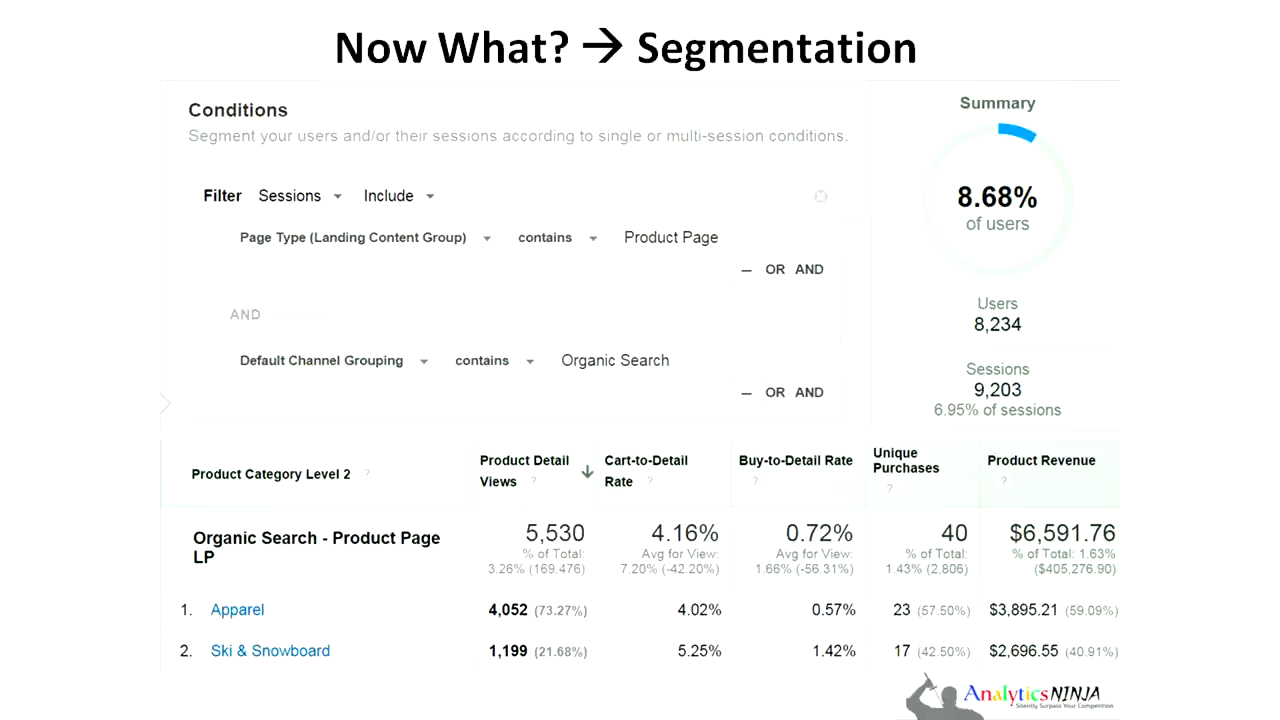 Now What? → Segmentation
Conditions
Segment your users and/or their sessions according to single or multi-session conditions.
Filter Sessions Include
Page Type (Landing Content Group) contains Product Page
— OR AND
AND
Default Channel Grouping contains Organic Search
— OR AND
Summary
8.68%
of users
Users
8,234
Sessions
9,203
6.95% of sessions
Product Category Level 2 ?
Product Detail Views ? ↓
Cart-to-Detail Rate ?
Buy-to-Detail Rate ?
Unique Purchases ?
Product Revenue ?
Organic Search - Product Page LP
5,530 4.16% 0.72% 40 $6,591.76
% of Total: Avg for View: Avg for View: % of Total: % of Total: 1.63%
3.26% (169,476) 7.20% (-42.20%) 1.66% (-56.31%) 1.43% (2,806) ($405,276.90)
1. Apparel 4,052 (73.27%) 4.02% 0.57% 23 (57.50%) $3,895.21 (59.09%)
2. Ski & Snowboard 1,199 (21.68%) 5.25% 1.42% 17 (42.50%) $2,696.55 (40.91%)
AnalyticsNINJA
Silently Surpass Your Competition